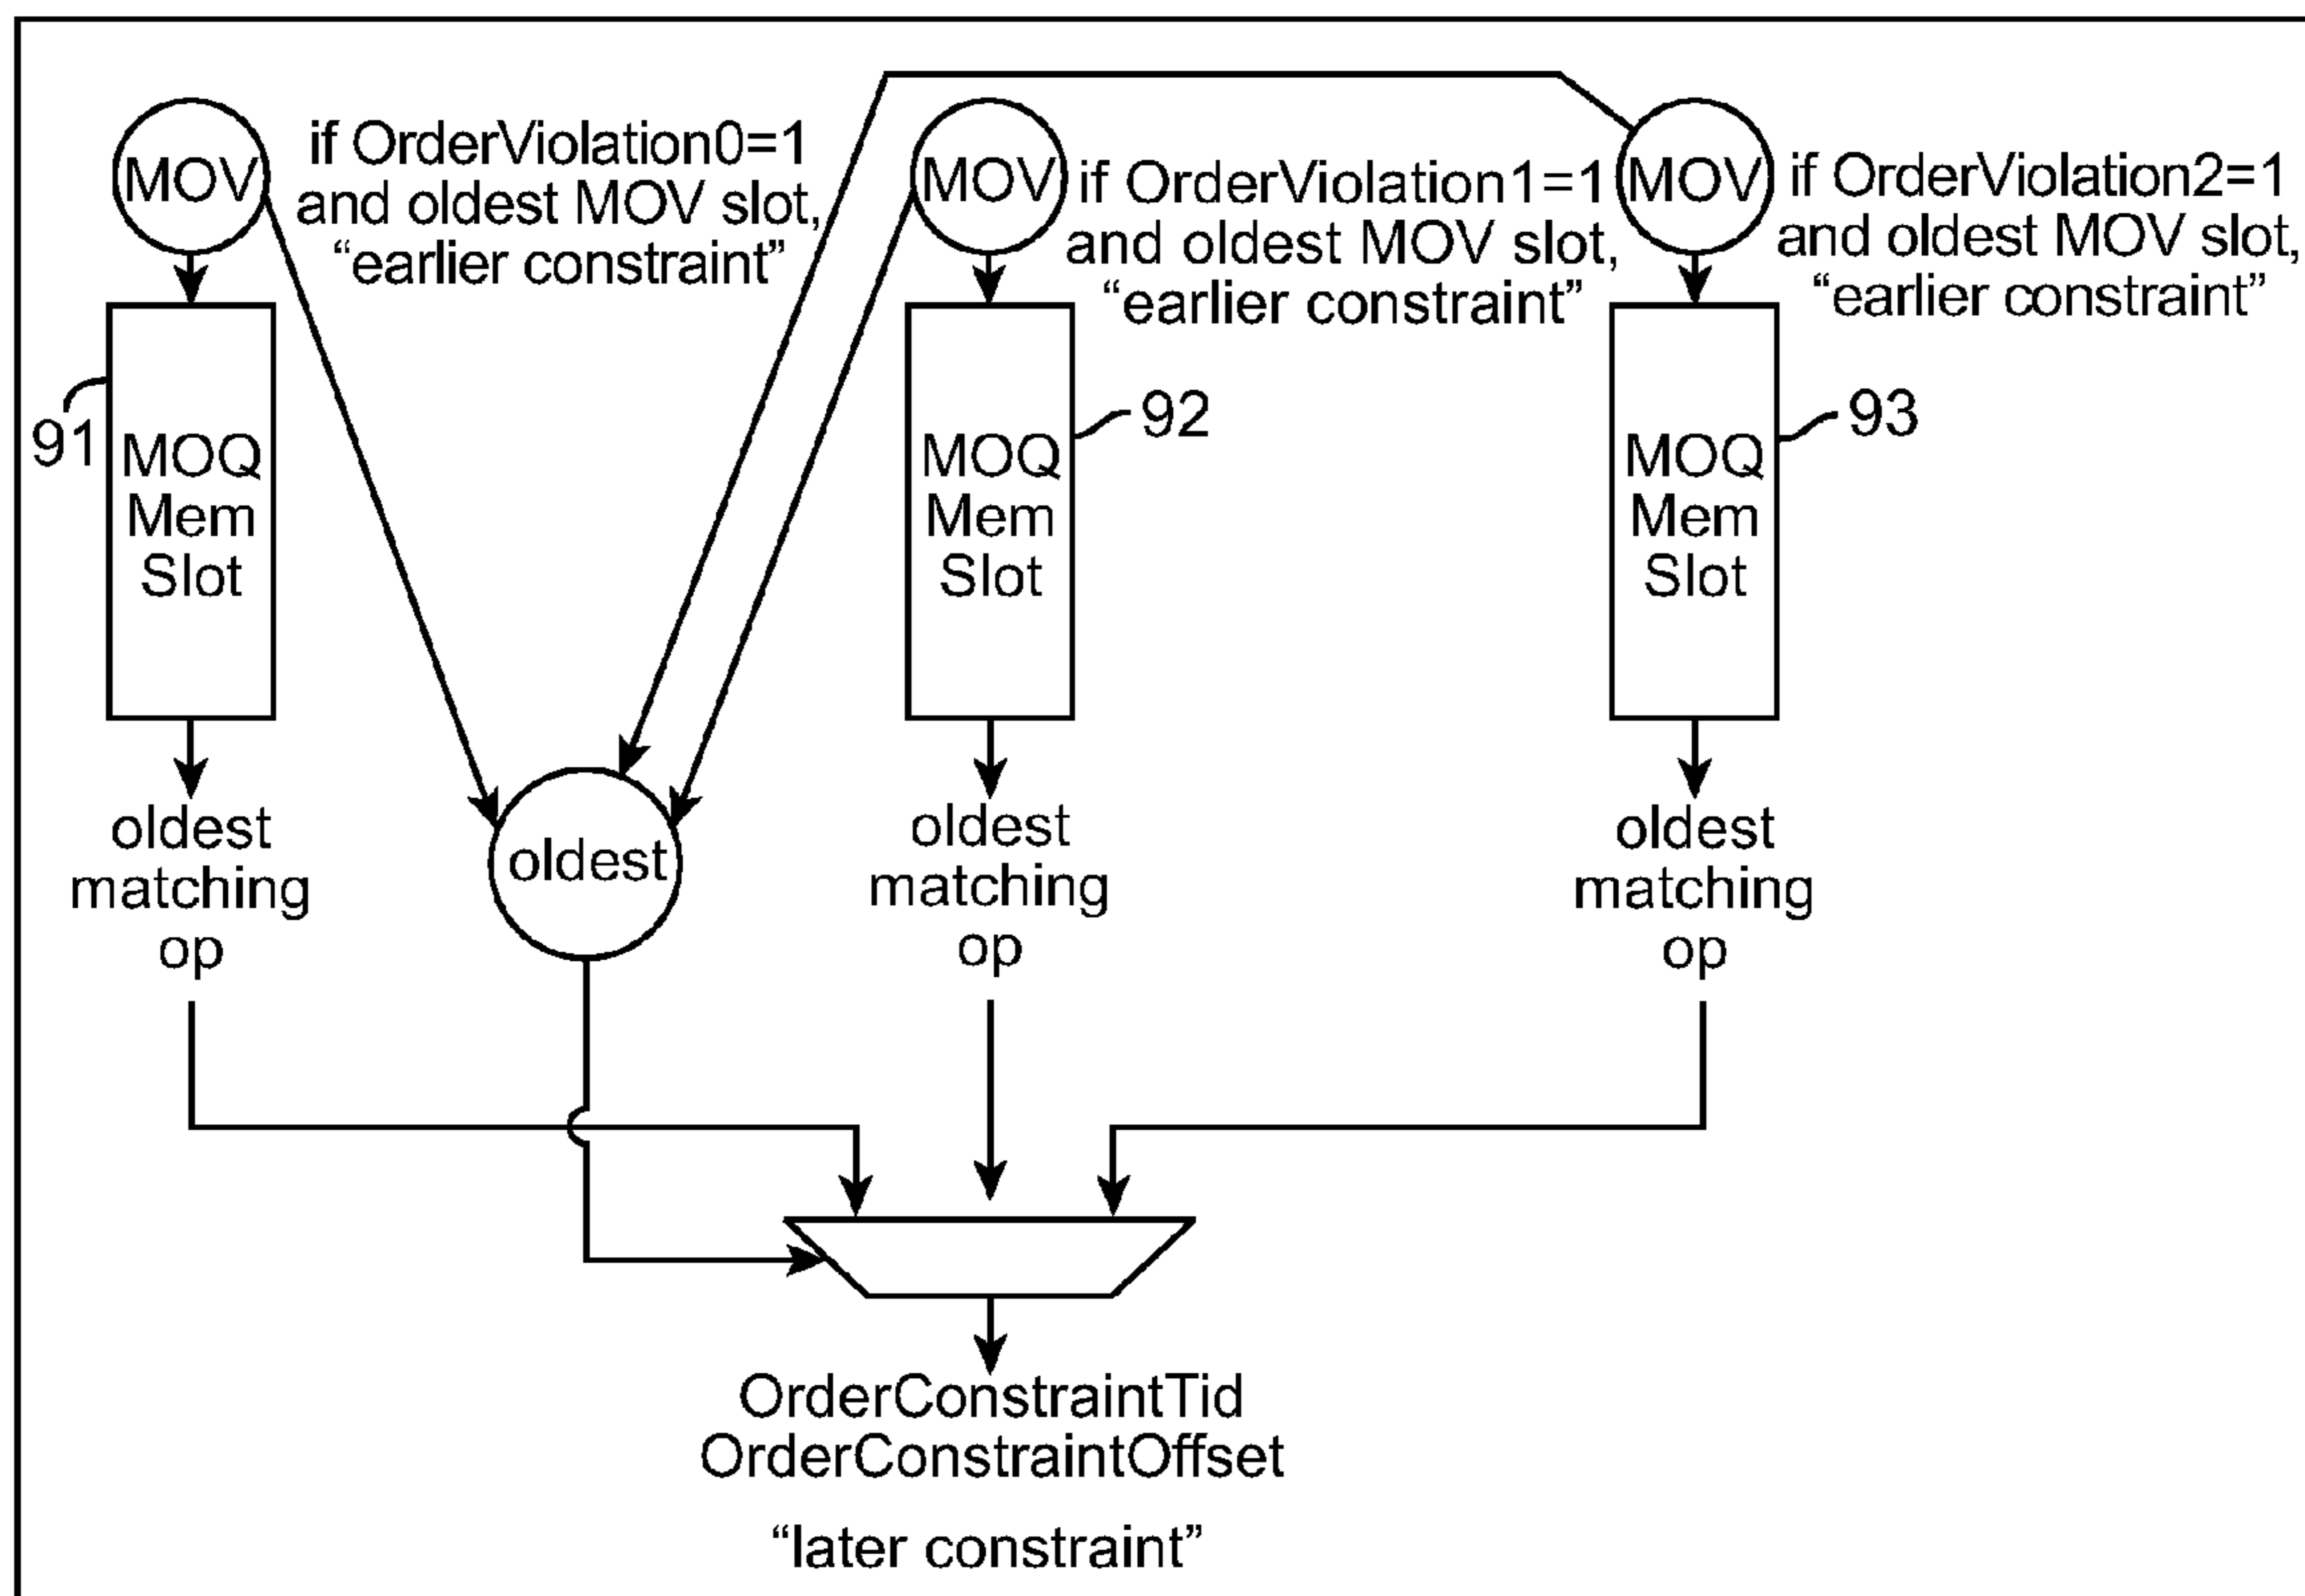 MOV
if OrderViolation0=1
and oldest MOV slot,
“earlier constraint”
MOV
if OrderViolation1=1
and oldest MOV slot,
“earlier constraint”
MOV
if OrderViolation2=1
and oldest MOV slot,
“earlier constraint”
91
MOQ
Mem
Slot
92
MOQ
Mem
Slot
93
MOQ
Mem
Slot
oldest
matching
op
oldest
oldest
matching
op
oldest
matching
op
OrderConstraintTid
OrderConstraintOffset
“later constraint”